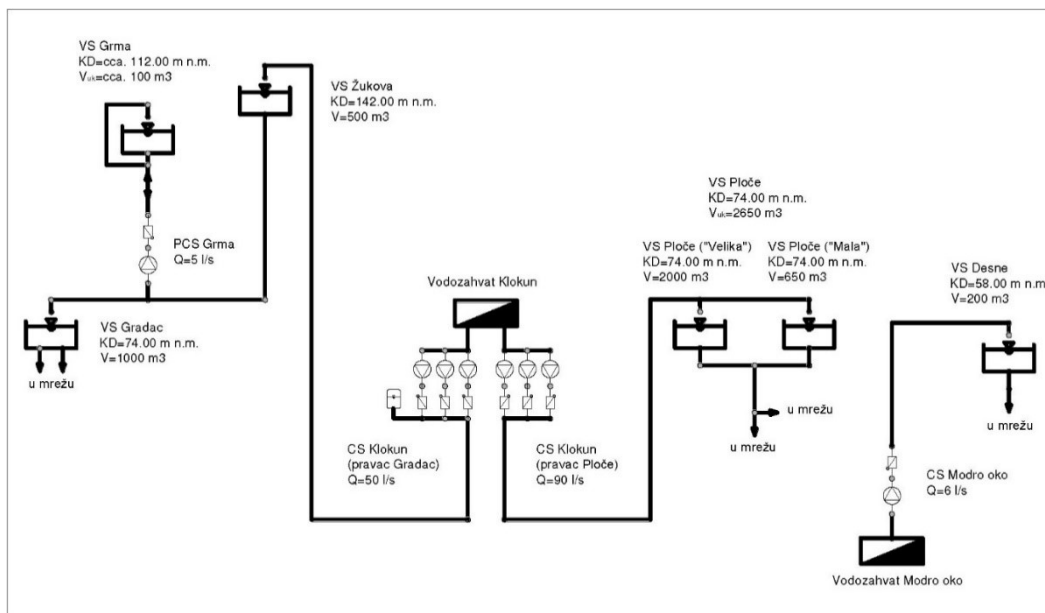 VS Grma
KD=cca. 112.00 m n.m.
Vuk=cca. 100 m3
VS Žukova
KD=142.00 m n.m.
V=500 m3
PCS Grma
Q=5 l/s
VS Gradac
KD=74.00 m n.m.
V=1000 m3
u mrežu
Vodozahvat Klokun
CS Klokun
(pravac Gradac)
Q=50 l/s
CS Klokun
(pravac Ploče)
Q=90 l/s
VS Ploče
KD=74.00 m n.m.
Vuk=2650 m3
VS Ploče ("Velika")
KD=74.00 m n.m.
V=2000 m3
VS Ploče ("Mala")
KD=74.00 m n.m.
V=650 m3
u mrežu
u mrežu
VS Desne
KD=58.00 m n.m
V=200 m3
u mrežu
CS Modro oko
Q=6 l/s
Vodozahvat Modro oko